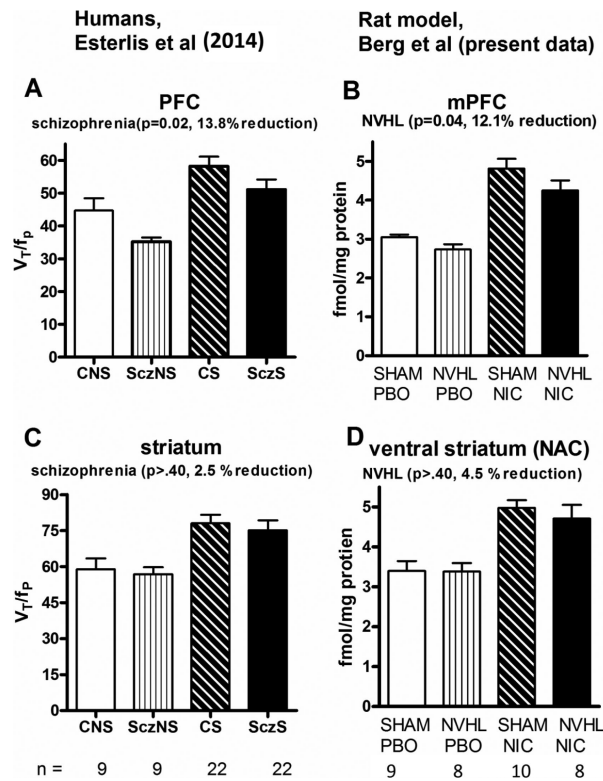 Humans,
Esterlis et al (2014)
Rat model,
Berg et al (present data)
A
PFC
schizophrenia(p=0.02, 13.8% reduction)
60
50
40
30
20
10
0
V_T/f_p
CNS SczNS CS SczS
B
mPFC
NVHL (p=0.04, 12.1% reduction)
5
4
3
2
1
0
fmol/mg protein
SHAM NVHL SHAM NVHL
PBO PBO NIC NIC
C
striatum
schizophrenia (p>.40, 2.5 % reduction)
90
75
60
45
30
15
0
V_T/f_P
CNS SczNS CS SczS
n = 9 9 22 22
D
ventral striatum (NAC)
NVHL (p>.40, 4.5 % reduction)
5
4
3
2
1
0
fmol/mg protien
SHAM NVHL SHAM NVHL
PBO PBO NIC NIC
9 8 10 8